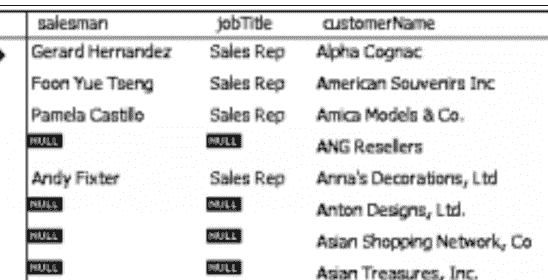 salesman jobTitle customerName
Gerard Hernandez Sales Rep Alpha Cognac
Foon Yue Tseng Sales Rep American Souvenirs Inc
Pamela Castillo Sales Rep Amica Models & Co.
NULL NULL ANG Resellers
Andy Fixter Sales Rep Anna's Decorations, Ltd
NULL NULL Anton Designs, Ltd.
NULL NULL Asian Shopping Network, Co
NULL NULL Asian Treasures, Inc.